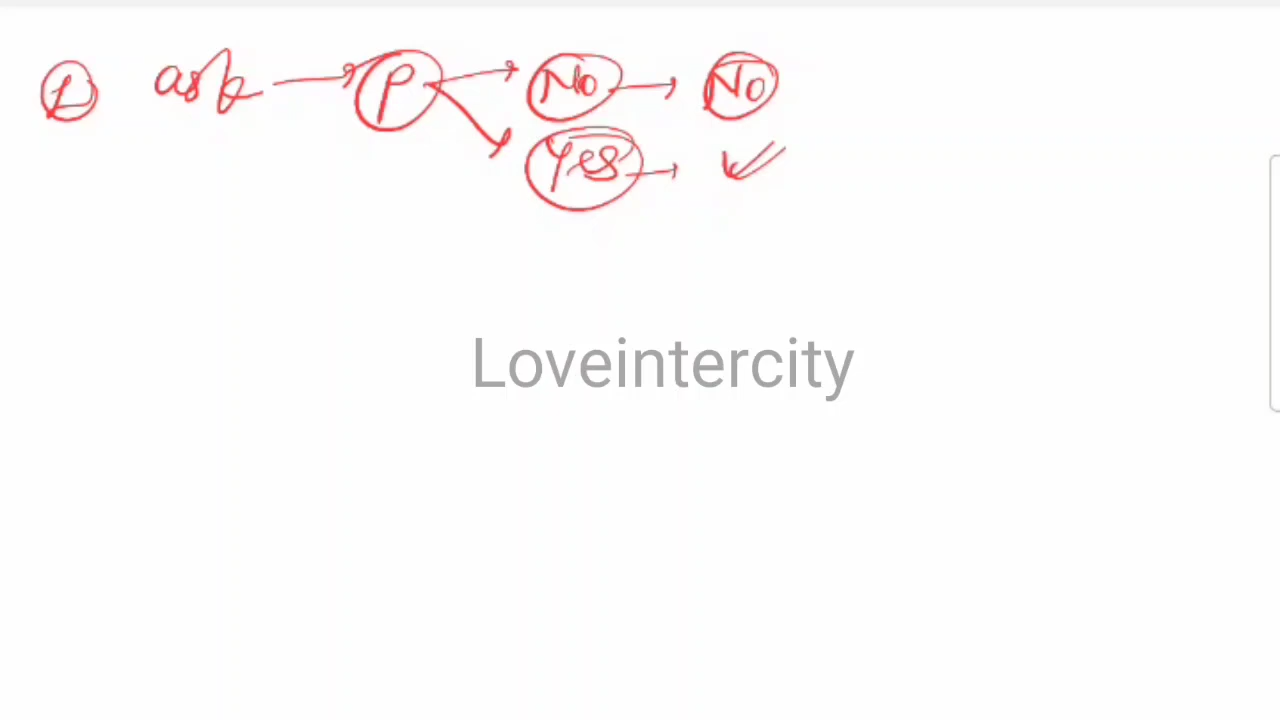 1 ask → P → No → No
Yes → ✓
Loveintercity